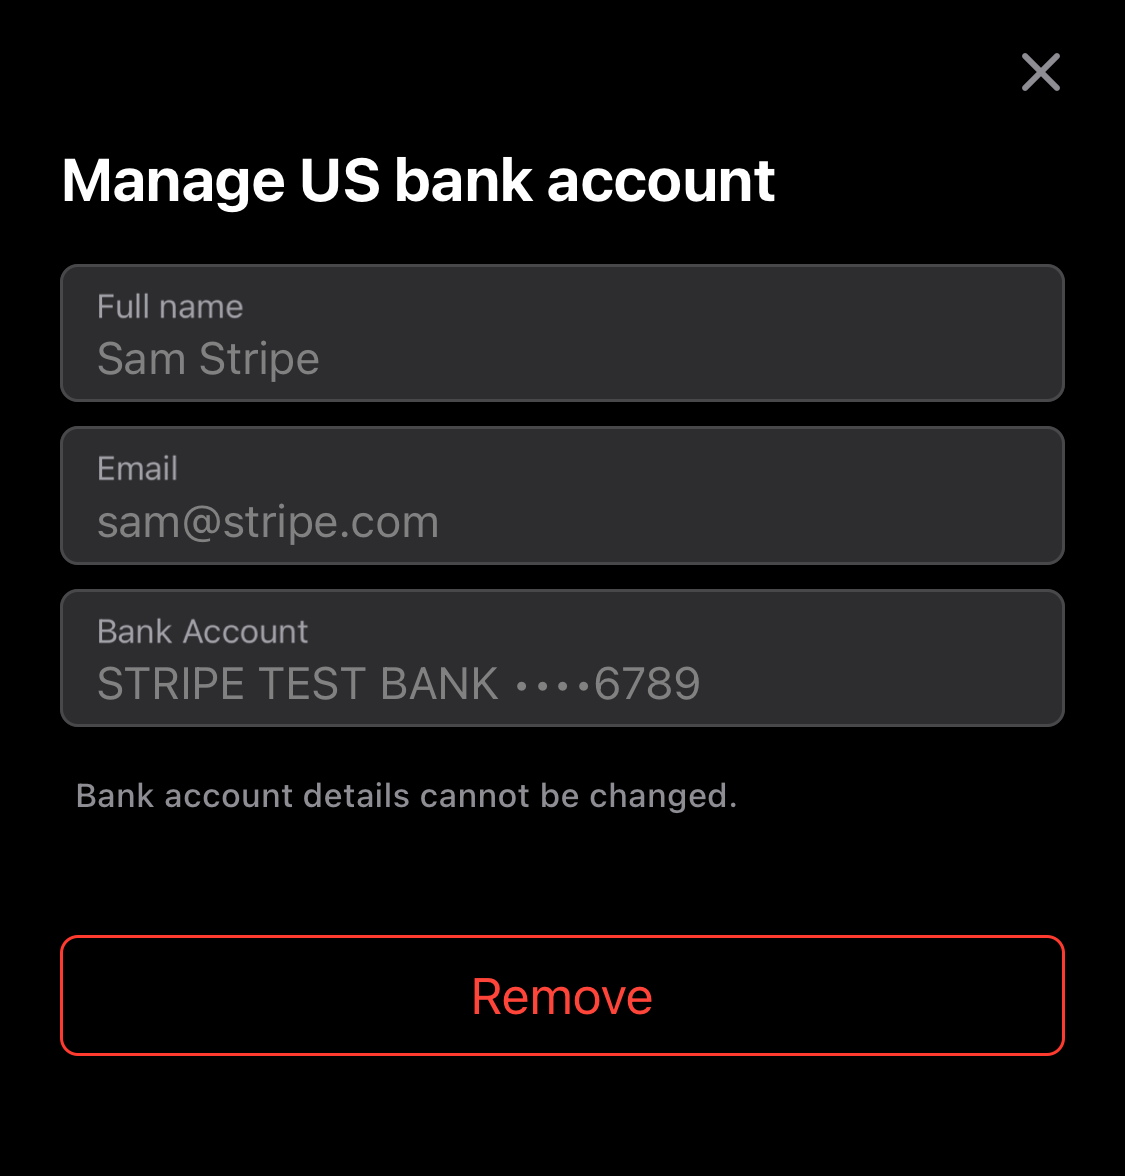 Manage US bank account
Full name
Sam Stripe
Email
sam@stripe.com
Bank Account
STRIPE TEST BANK ••••6789
Bank account details cannot be changed.
Remove